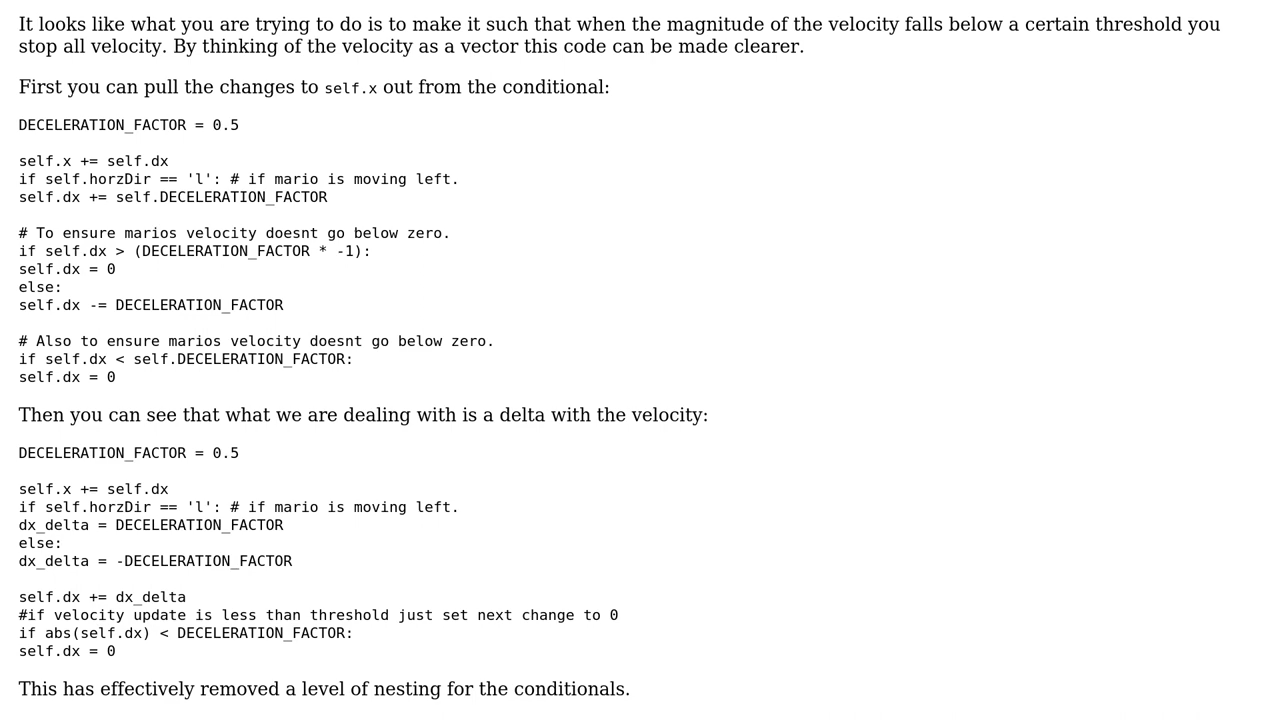 It looks like what you are trying to do is to make it such that when the magnitude of the velocity falls below a certain threshold you
stop all velocity. By thinking of the velocity as a vector this code can be made clearer.
First you can pull the changes to self.x out from the conditional:
DECELERATION_FACTOR = 0.5
self.x += self.dx
if self.horzDir == 'l': # if mario is moving left.
self.dx += self.DECELERATION_FACTOR
# To ensure marios velocity doesnt go below zero.
if self.dx > (DECELERATION_FACTOR * -1):
self.dx = 0
else:
self.dx -= DECELERATION_FACTOR
# Also to ensure marios velocity doesnt go below zero.
if self.dx < self.DECELERATION_FACTOR:
self.dx = 0
Then you can see that what we are dealing with is a delta with the velocity:
DECELERATION_FACTOR = 0.5
self.x += self.dx
if self.horzDir == 'l': # if mario is moving left.
dx_delta = DECELERATION_FACTOR
else:
dx_delta = -DECELERATION_FACTOR
self.dx += dx_delta
#if velocity update is less than threshold just set next change to 0
if abs(self.dx) < DECELERATION_FACTOR:
self.dx = 0
This has effectively removed a level of nesting for the conditionals.